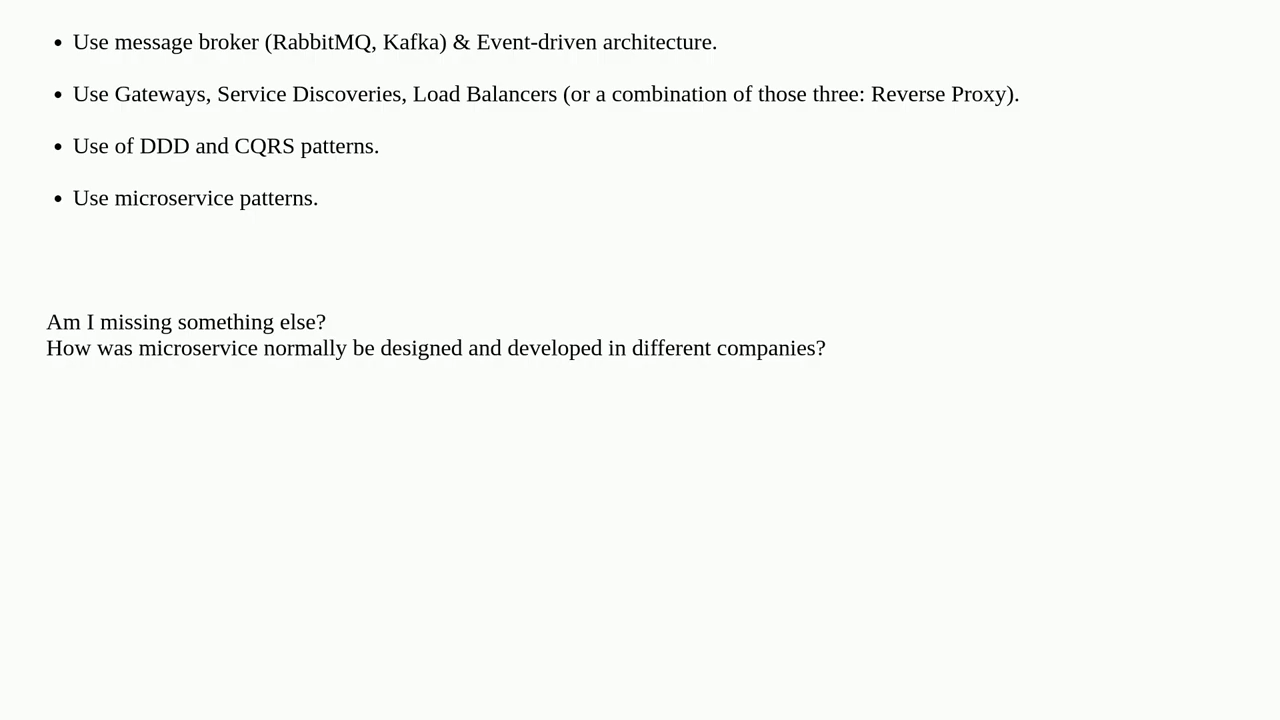 • Use message broker (RabbitMQ, Kafka) & Event-driven architecture.
• Use Gateways, Service Discoveries, Load Balancers (or a combination of those three: Reverse Proxy).
• Use of DDD and CQRS patterns.
• Use microservice patterns.
Am I missing something else?
How was microservice normally be designed and developed in different companies?